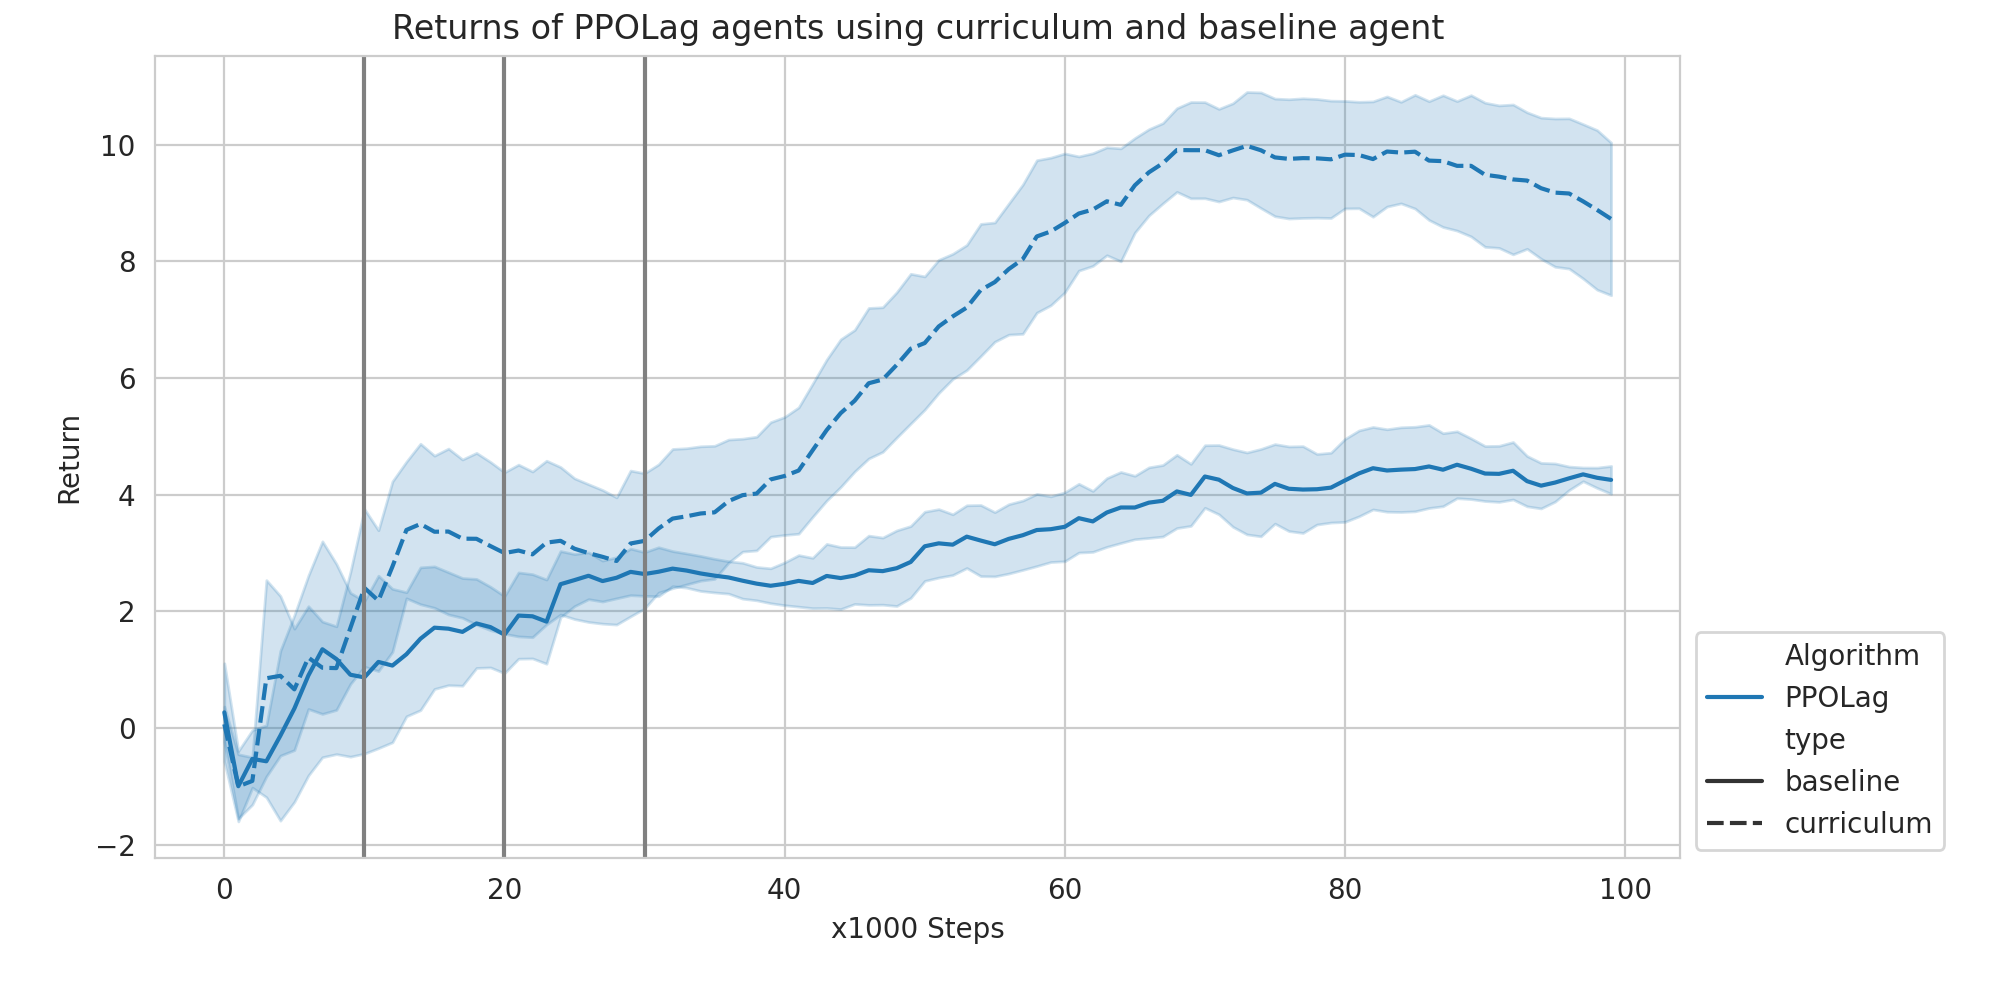 Returns of PPOLag agents using curriculum and baseline agent
Return
10
8
6
4
2
0
−2
0 20 40 60 80 100
x1000 Steps
Algorithm
PPOLag
type
baseline
curriculum